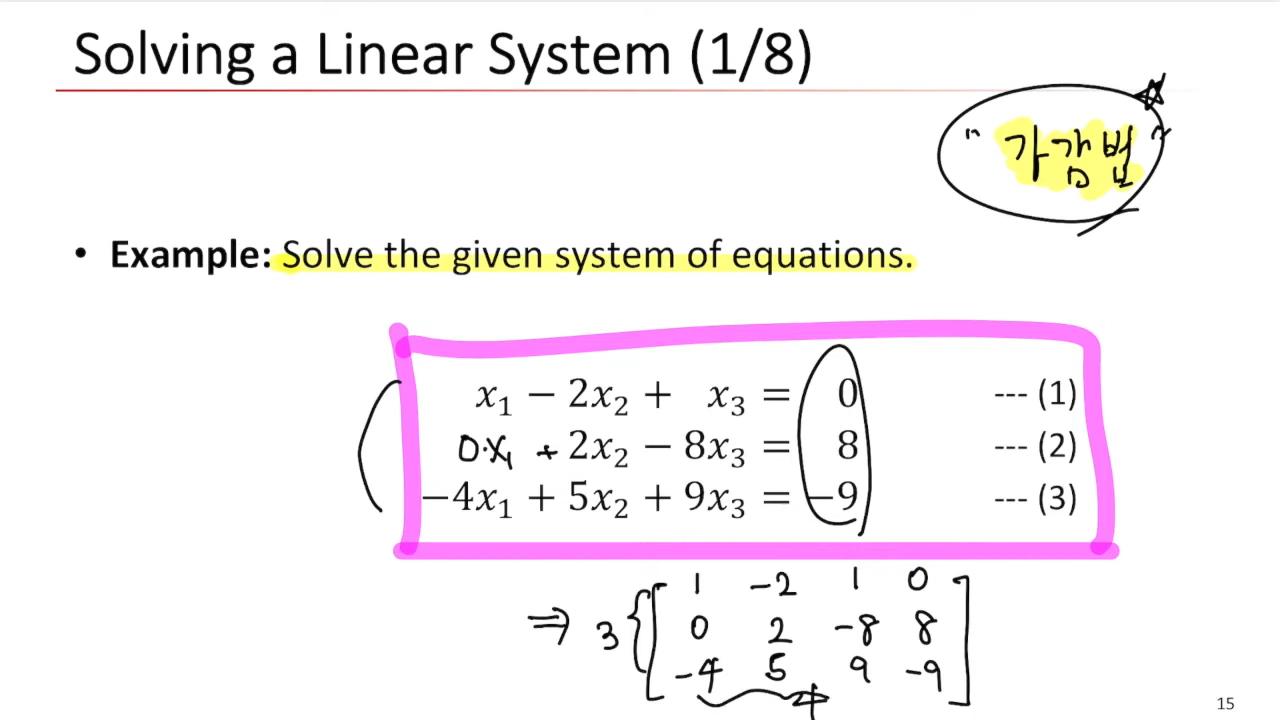 Solving a Linear System (1/8)
" 가감법 "
• Example: Solve the given system of equations.
x₁ − 2x₂ + x₃ = 0 --- (1)
0·x₁ + 2x₂ − 8x₃ = 8 --- (2)
−4x₁ + 5x₂ + 9x₃ = −9 --- (3)
1 -2 1 0
⇒ 3 { [ 0 2 -8 8 ]
-4 5 9 -9
4
15